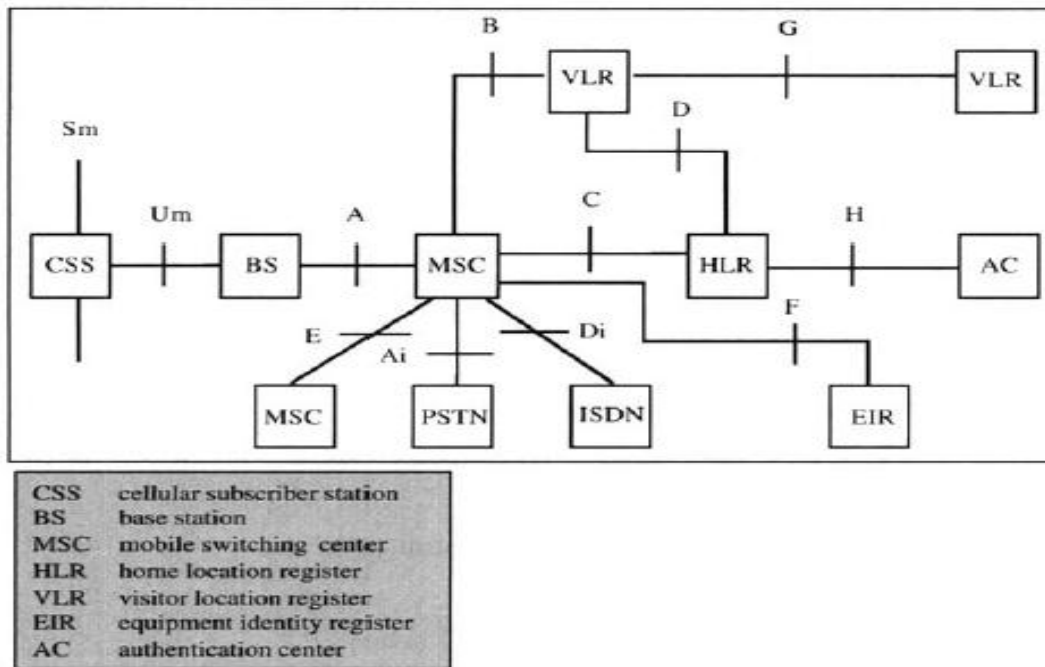 B
G
VLR
VLR
D
Sm
Um
A
C
H
CSS
BS
MSC
HLR
AC
E
Ai
Di
F
MSC
PSTN
ISDN
EIR
CSS cellular subscriber station
BS base station
MSC mobile switching center
HLR home location register
VLR visitor location register
EIR equipment identity register
AC authentication center